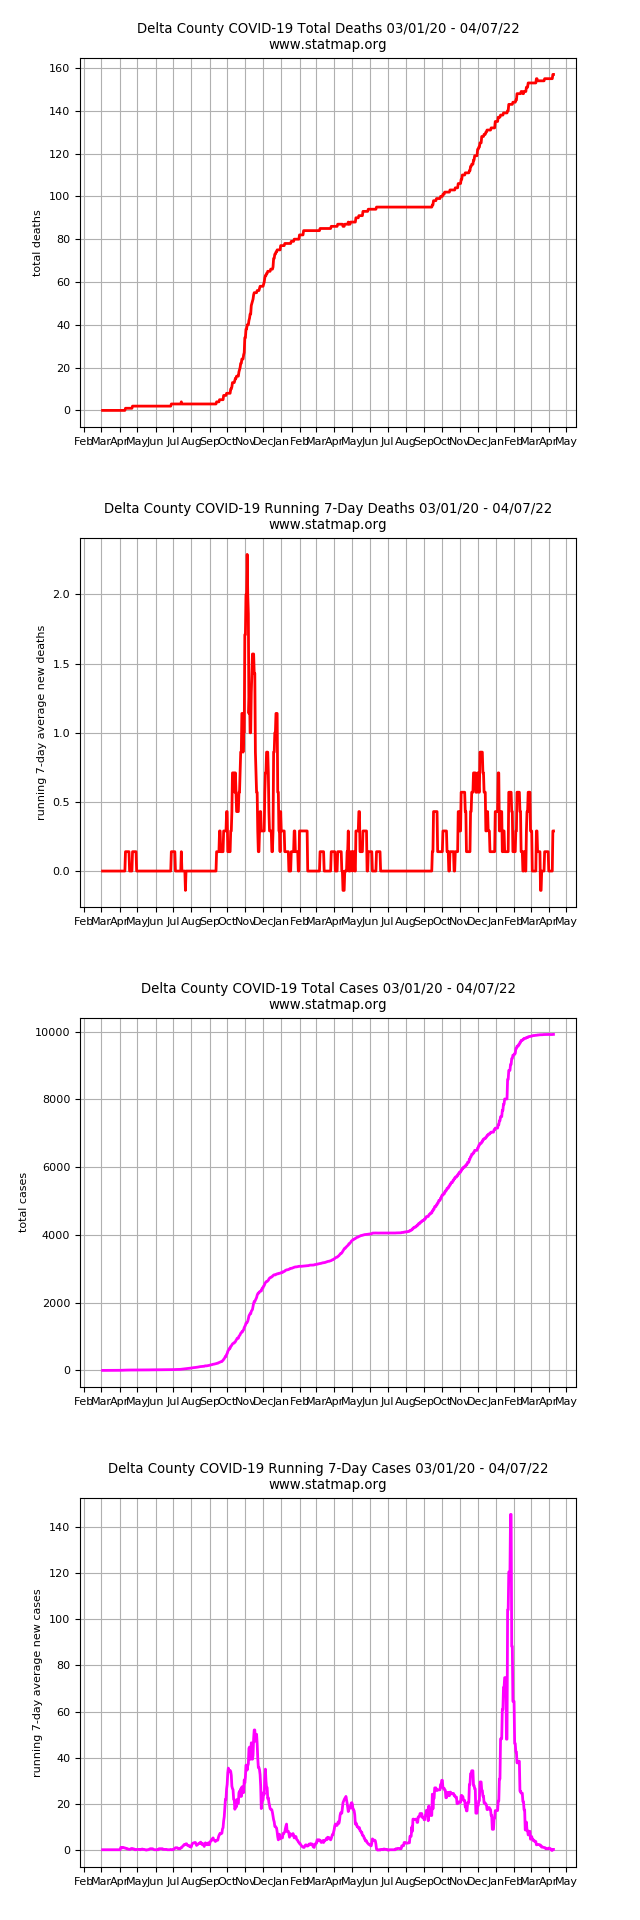 Delta County COVID-19 Total Deaths 03/01/20 - 04/07/22
www.statmap.org
160
140
120
100
80
60
40
20
0
total deaths
Feb Mar Apr May Jun Jul Aug Sep Oct Nov Dec Jan Feb Mar Apr May Jun Jul Aug Sep Oct Nov Dec Jan Feb Mar Apr May
Delta County COVID-19 Running 7-Day Deaths 03/01/20 - 04/07/22
www.statmap.org
2.0
1.5
1.0
0.5
0.0
running 7-day average new deaths
Feb Mar Apr May Jun Jul Aug Sep Oct Nov Dec Jan Feb Mar Apr May Jun Jul Aug Sep Oct Nov Dec Jan Feb Mar Apr May
Delta County COVID-19 Total Cases 03/01/20 - 04/07/22
www.statmap.org
10000
8000
6000
4000
2000
0
total cases
Feb Mar Apr May Jun Jul Aug Sep Oct Nov Dec Jan Feb Mar Apr May Jun Jul Aug Sep Oct Nov Dec Jan Feb Mar Apr May
Delta County COVID-19 Running 7-Day Cases 03/01/20 - 04/07/22
www.statmap.org
140
120
100
80
60
40
20
0
running 7-day average new cases
Feb Mar Apr May Jun Jul Aug Sep Oct Nov Dec Jan Feb Mar Apr May Jun Jul Aug Sep Oct Nov Dec Jan Feb Mar Apr May